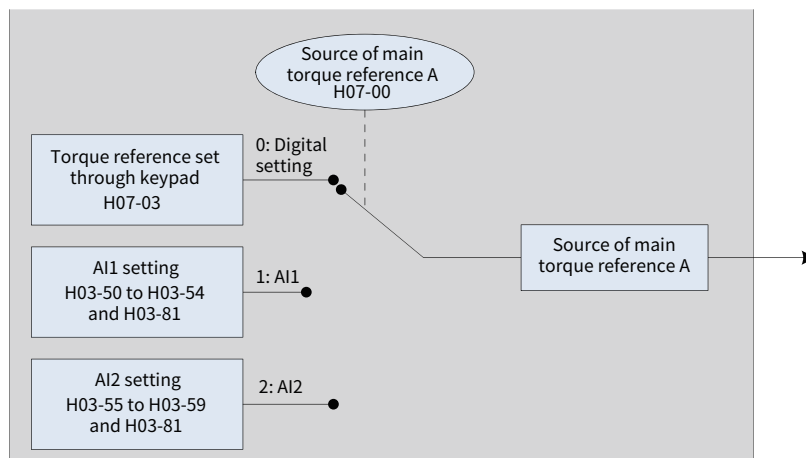 Source of main
torque reference A
H07-00
0: Digital
setting
Torque reference set
through keypad
H07-03
Source of main
torque reference A
AI1 setting
H03-50 to H03-54
and H03-81
1: AI1
AI2 setting
H03-55 to H03-59
and H03-81
2: AI2